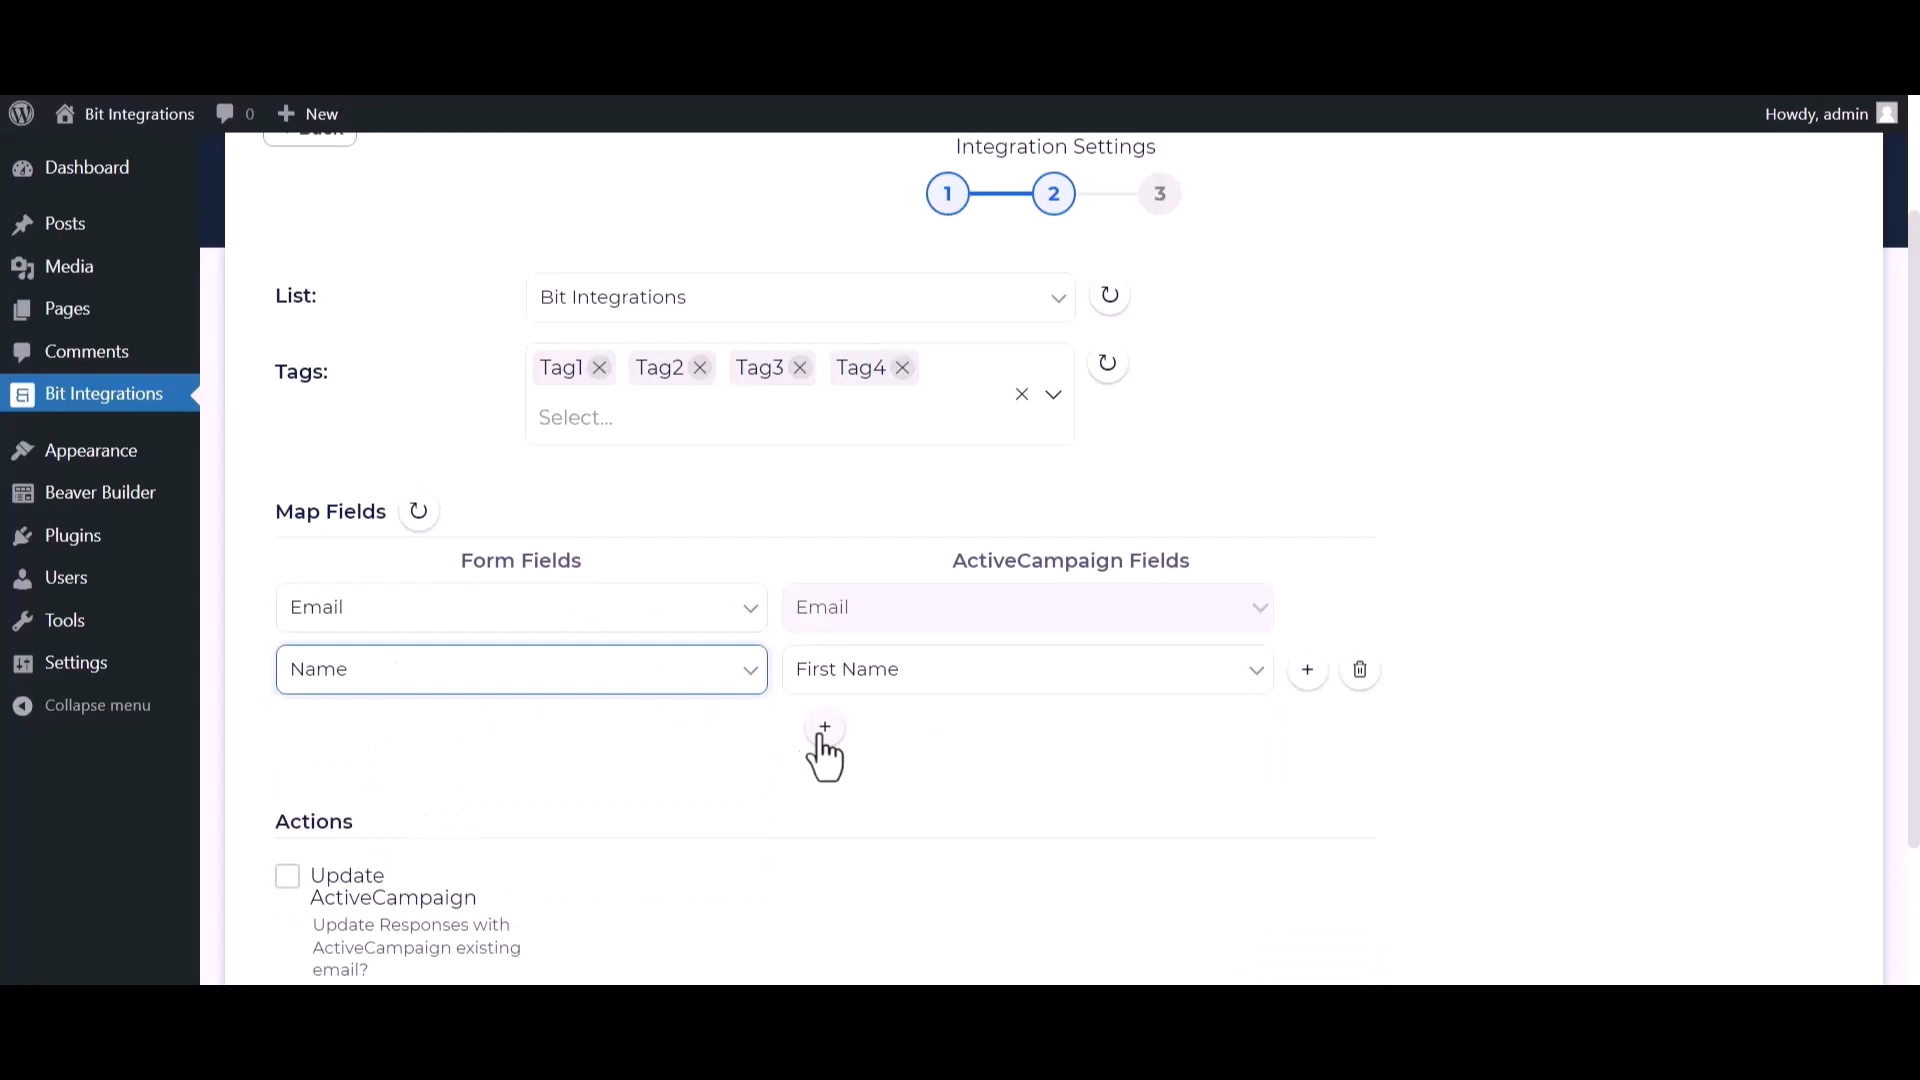 Bit Integrations 0 New Howdy, admin
Dashboard
Posts
Media
Pages
Comments
Bit Integrations
Appearance
Beaver Builder
Plugins
Users
Tools
Settings
Collapse menu
Back
Integration Settings
1 2 3
List: Bit Integrations
Tags: Tag1 Tag2 Tag3 Tag4
Select...
Map Fields
Form Fields ActiveCampaign Fields
Email Email
Name First Name
Actions
Update
ActiveCampaign
Update Responses with
ActiveCampaign existing
email?